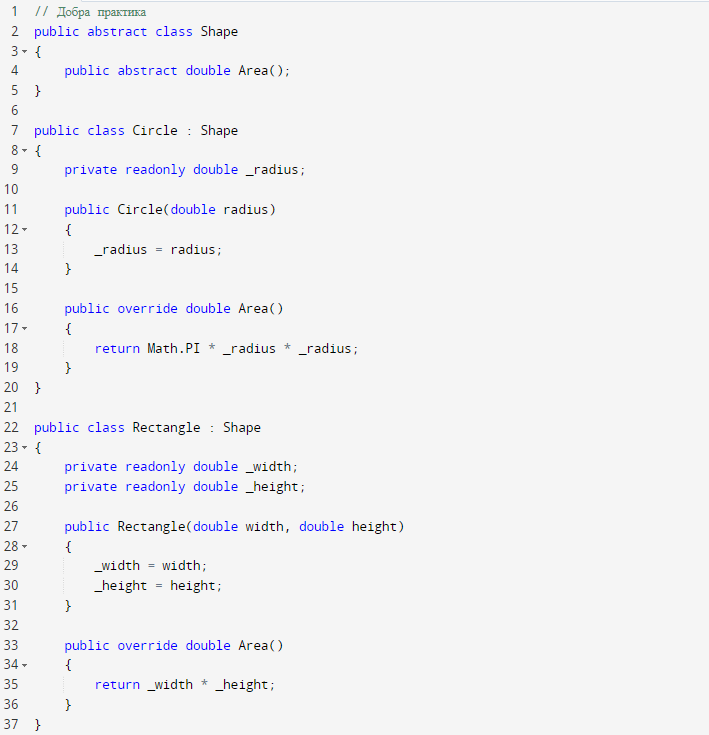 1 // Добра практика
2 public abstract class Shape
3 {
4 public abstract double Area();
5 }
6
7 public class Circle : Shape
8 {
9 private readonly double _radius;
10
11 public Circle(double radius)
12 {
13 _radius = radius;
14 }
15
16 public override double Area()
17 {
18 return Math.PI * _radius * _radius;
19 }
20 }
21
22 public class Rectangle : Shape
23 {
24 private readonly double _width;
25 private readonly double _height;
26
27 public Rectangle(double width, double height)
28 {
29 _width = width;
30 _height = height;
31 }
32
33 public override double Area()
34 {
35 return _width * _height;
36 }
37 }